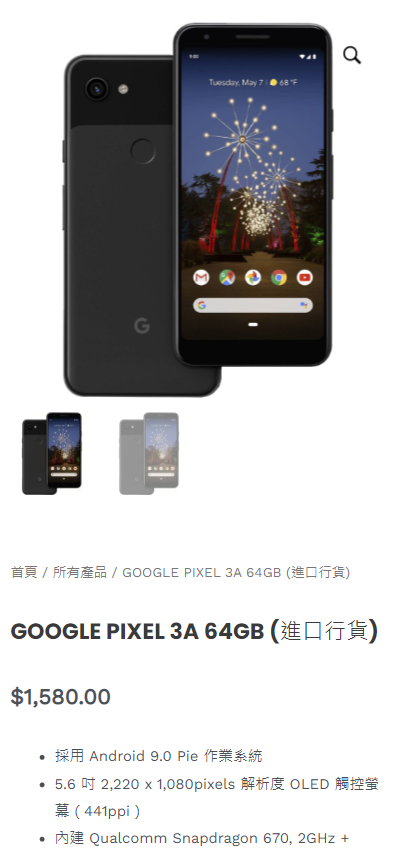 9:00
Tuesday, May 7 | 68 °F
G
G
首頁 / 所有產品 / GOOGLE PIXEL 3A 64GB (進口行貨)
GOOGLE PIXEL 3A 64GB (進口行貨)
$1,580.00
採用 Android 9.0 Pie 作業系統
5.6 吋 2,220 x 1,080pixels 解析度 OLED 觸控螢
幕 ( 441ppi )
內建 Qualcomm Snapdragon 670, 2GHz +